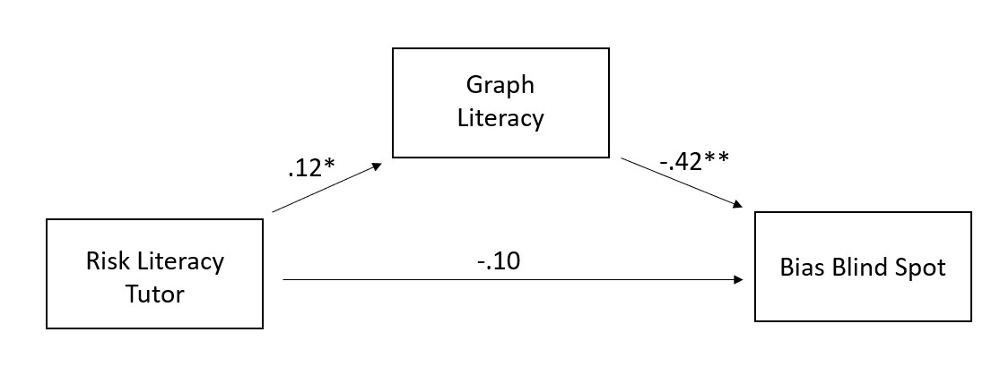 Graph
Literacy
.12*
-.42**
Risk Literacy
Tutor
-.10
Bias Blind Spot